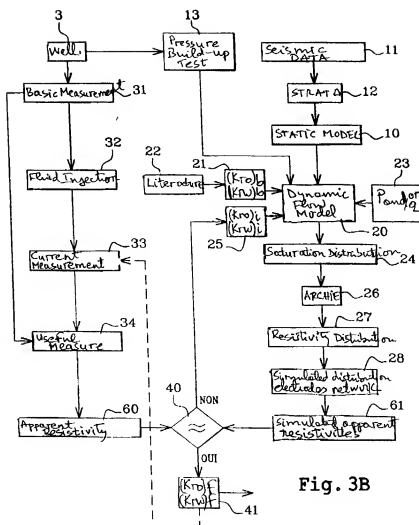 3
Well.
13
Pressure
Build-up
Test
SEiSMiC
DATA
11
Basic Measurement
31
STRATA
12
STATIC MODEL
10
32
Fluid Injection
22
Literature
21
(Kro)b
(Krw)b
Dynamic
Flow
Model
20
23
P and or
q
(Kro)i
(Krw)i
25
33
Current
Measurement
Saturation Distribution
24
ARCHiE
26
34
Useful
Measure
27
Resistivity Distribution
28
Simulated distribution
electrodes network
40
NON
60
Apparent
resistivity
≈
61
Simulated apparent
resistivities
OUI
(Kro)f
(Krw)f
41
Fig. 3B